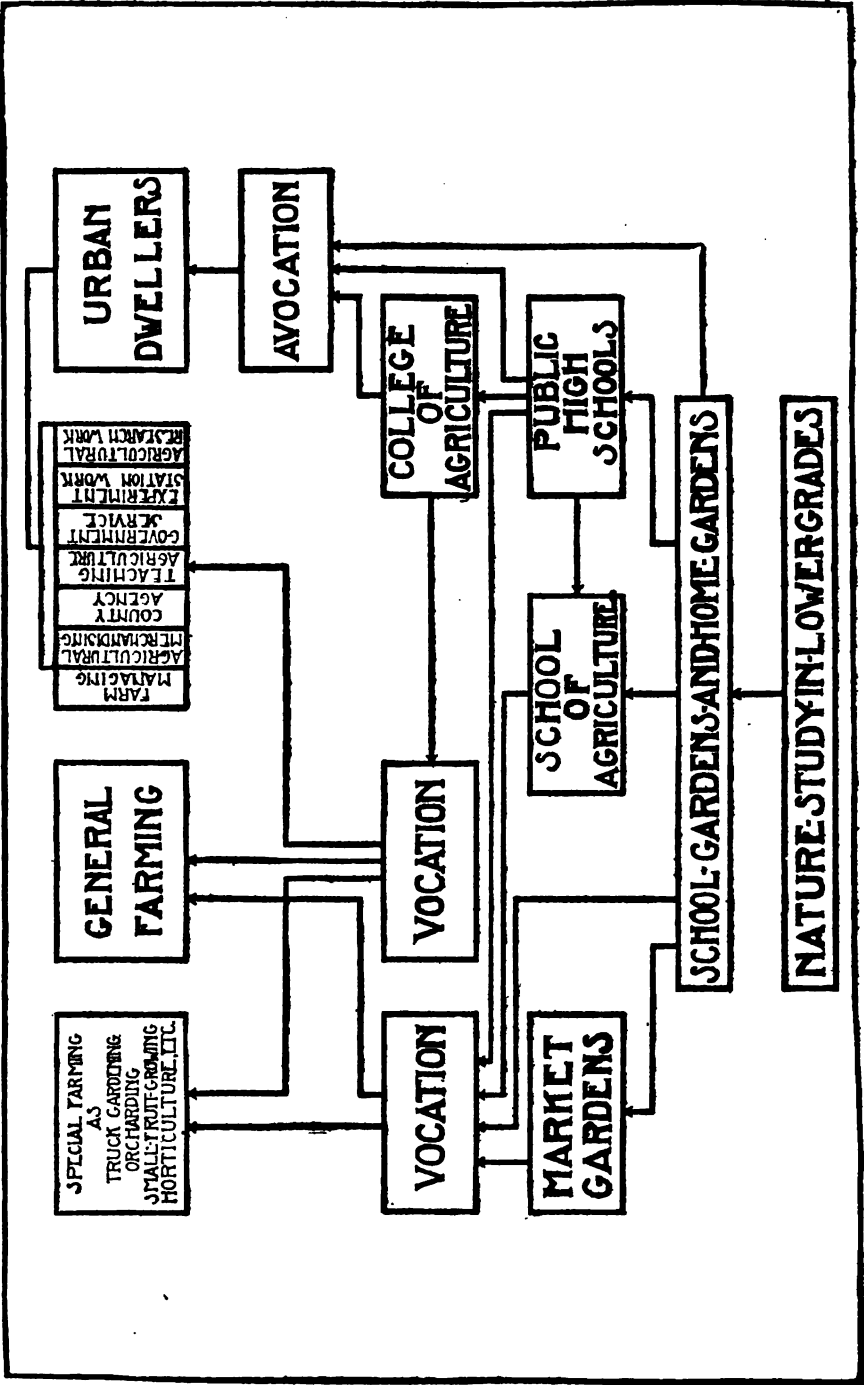 SPECIAL FARMING
AS
TRUCK GARDENING
ORCHARDING
SMALL-FRUIT-GROWING
HORTICULTURE, ETC.
GENERAL
FARMING
FARM
MANAGING
AGRICULTURAL
MERCHANDISING
COUNTY
AGENCY
TEACHING
AGRICULTURE
GOVERNMENT
SERVICE
EXPERIMENT
STATION WORK
AGRICULTURAL
RESEARCH WORK
URBAN
DWELLERS
AVOCATION
VOCATION
VOCATION
COLLEGE
OF
AGRICULTURE
MARKET
GARDENS
SCHOOL
OF
AGRICULTURE
PUBLIC
HIGH
SCHOOLS
SCHOOL-GARDENS-AND-HOME GARDENS
NATURE-STUDY-IN-LOWER GRADES